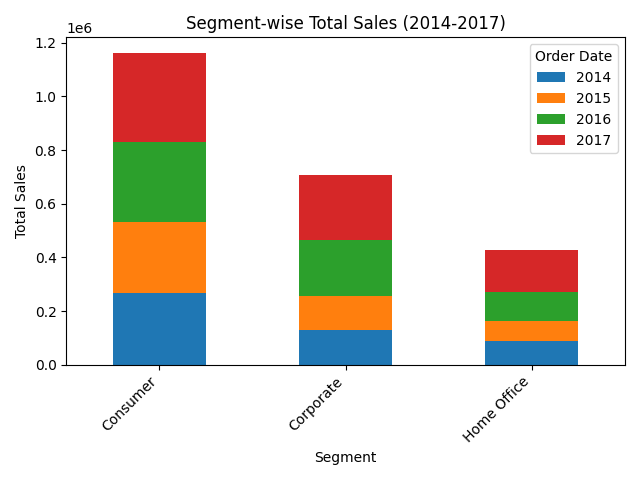 Segment-wise Total Sales (2014-2017)
1e6
1.2
1.0
0.8
0.6
0.4
0.2
0.0
Total Sales
Order Date
2014
2015
2016
2017
Consumer
Corporate
Home Office
Segment